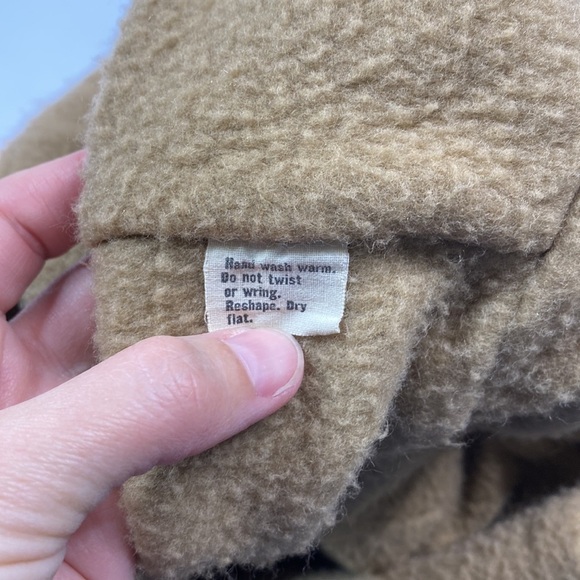 Hand wash warm.
Do not twist
or wring.
Reshape. Dry
flat.